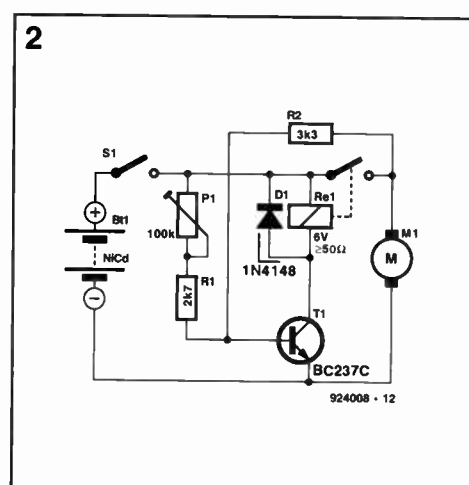 2
R2
3k3
S1
P1
100k
D1
Re1
6V
≥50Ω
1N4148
Bt1
NiCd
R1
2k7
M1
M
T1
BC237C
924008 - 12